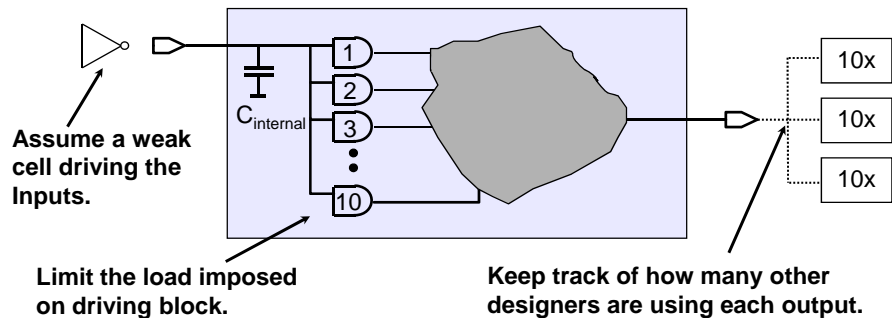 1
2
3
10
C internal
Assume a weak
cell driving the
Inputs.
10x
10x
10x
Limit the load imposed
on driving block.
Keep track of how many other
designers are using each output.